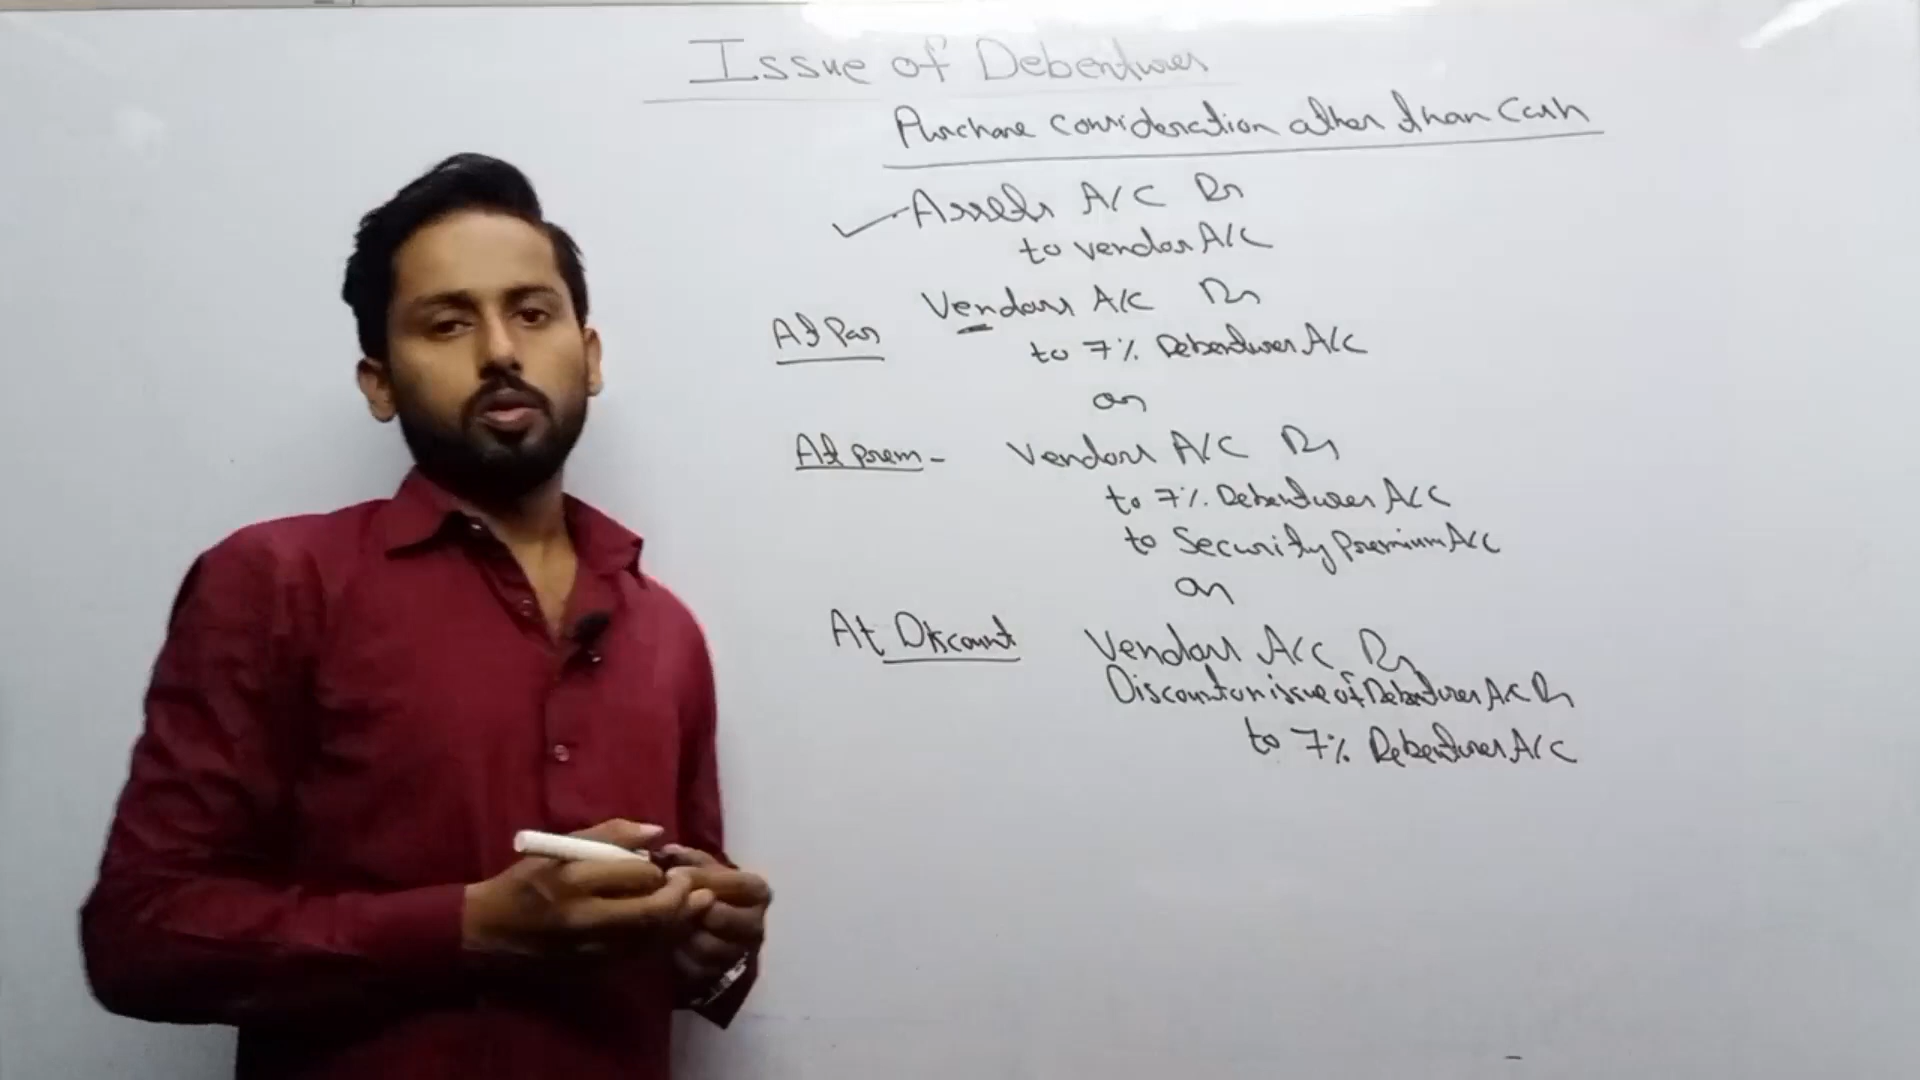 Issue of Debentures
Purchase consideration other than Cash
Assets A/C Dr
to vendor A/C
At Par
Vendors A/C Dr
to 7% Debentures A/C
or
At prem - Vendors A/C Dr
to 7% Debentures A/C
to Security Premium A/C
or
At Discount Vendors A/C Dr
Discount on issue of Debentures A/C Dr
to 7% Debentures A/C